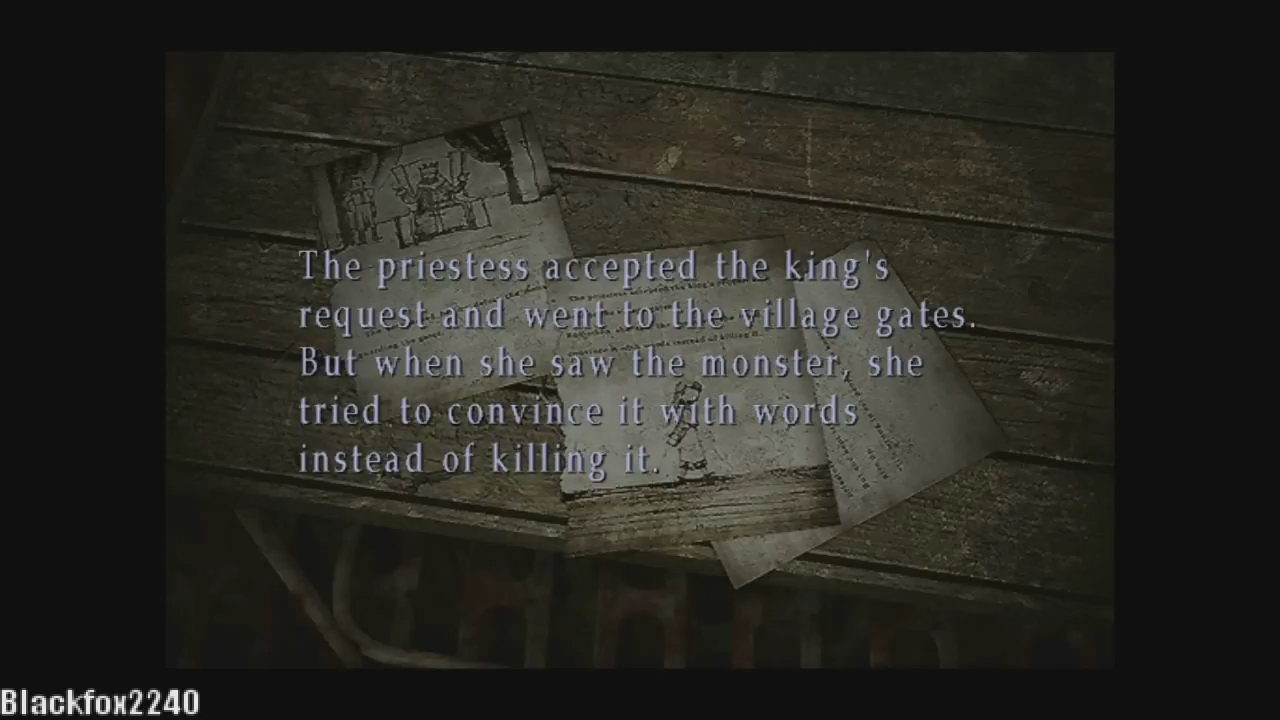 The priestess accepted the king's
request and went to the village gates.
But when she saw the monster, she
tried to convince it with words
instead of killing it.
Blackfox2240